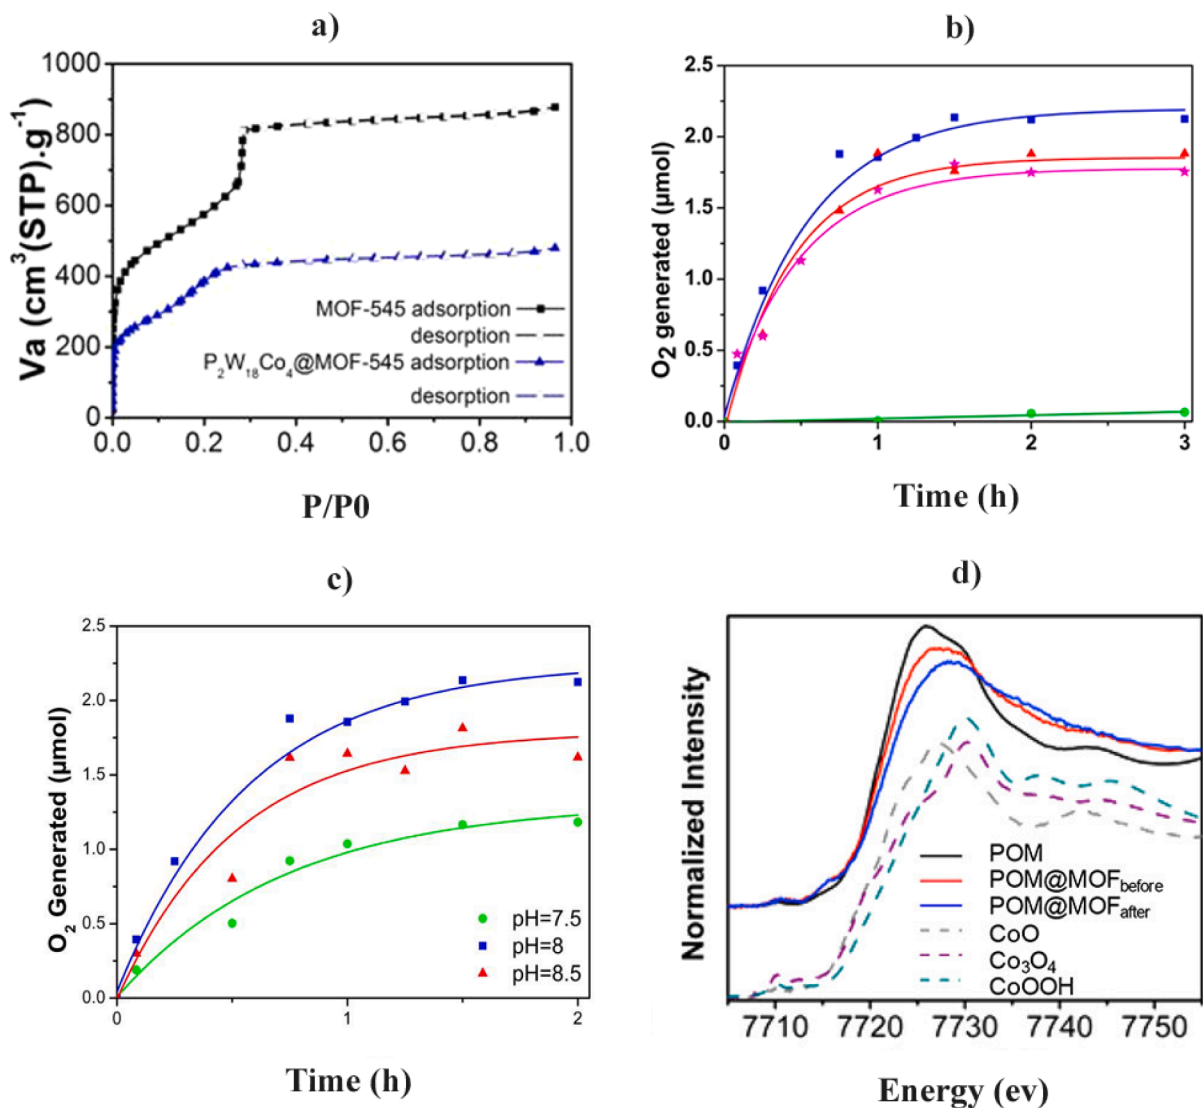 a)
1000
800
600
400
200
0
Va (cm³(STP).g⁻¹
MOF-545 adsorption
desorption
P₂W₁₈Co₄@MOF-545 adsorption
desorption
0.0 0.2 0.4 0.6 0.8 1.0
P/P0
b)
2.5
2.0
1.5
1.0
0.5
0.0
O₂ generated (µmol)
0 1 2 3
Time (h)
c)
2.5
2.0
1.5
1.0
0.5
0.0
O₂ Generated (µmol)
pH=7.5
pH=8
pH=8.5
0 1 2
Time (h)
d)
Normalized Intensity
POM
POM@MOFbefore
POM@MOFafter
CoO
Co₃O₄
CoOOH
7710 7720 7730 7740 7750
Energy (ev)